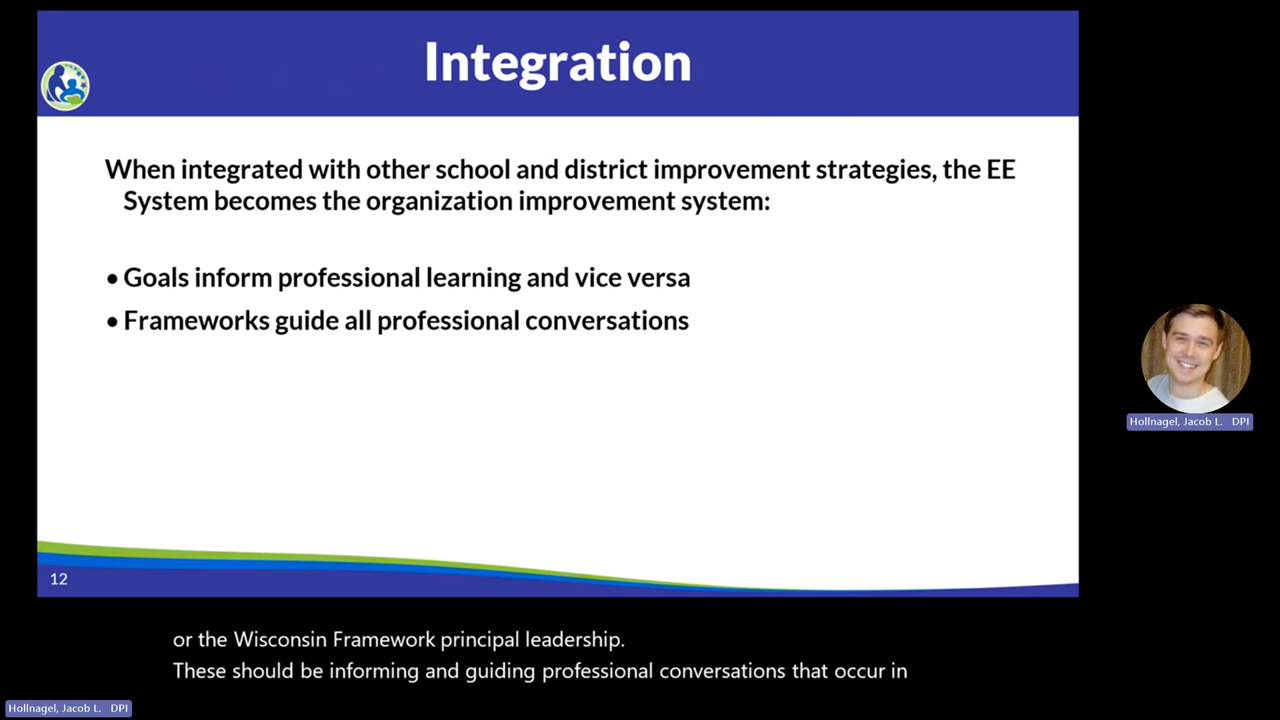 Integration
When integrated with other school and district improvement strategies, the EE
System becomes the organization improvement system:
• Goals inform professional learning and vice versa
• Frameworks guide all professional conversations
Hollnagel, Jacob L. DPI
12
or the Wisconsin Framework principal leadership.
These should be informing and guiding professional conversations that occur in
Hollnagel, Jacob L. DPI